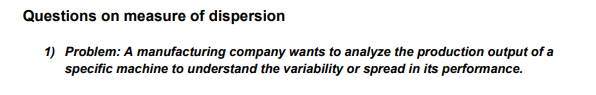 Questions on measure of dispersion
1) Problem: A manufacturing company wants to analyze the production output of a
specific machine to understand the variability or spread in its performance.